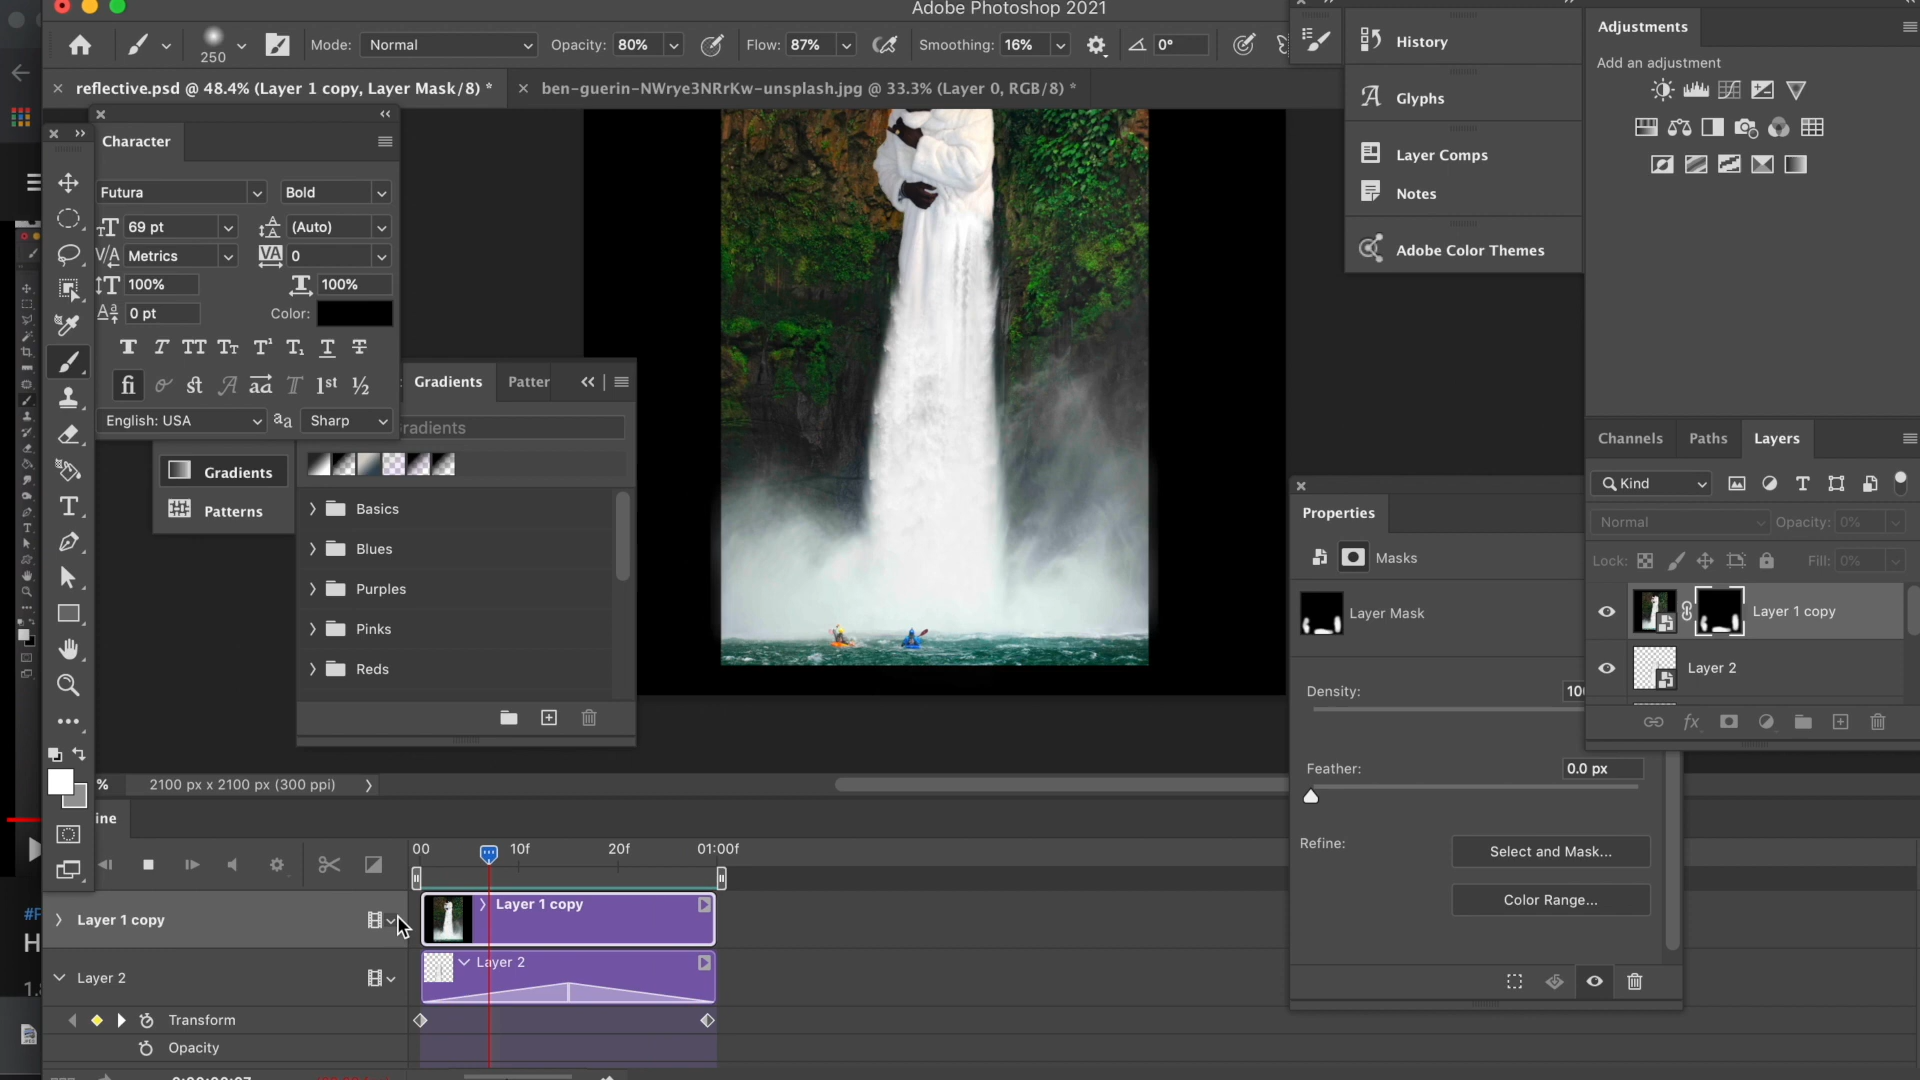 Adobe Photoshop 2021
250
Mode: Normal
Opacity: 80%
Flow: 87%
Smoothing: 16%
0°
reflective.psd @ 48.4% (Layer 1 copy, Layer Mask/8) *
ben-guerin-NWrye3NRrKw-unsplash.jpg @ 33.3% (Layer 0, RGB/8) *
Character
Futura
Bold
69 pt
(Auto)
Metrics
0
100%
100%
0 pt
Color:
English: USA
Sharp
Gradients
Patterns
Gradients
Patter
radients
Basics
Blues
Purples
Pinks
Reds
History
Glyphs
Layer Comps
Notes
Adobe Color Themes
Adjustments
Add an adjustment
Channels
Paths
Layers
Kind
Normal
Opacity: 0%
Lock:
Fill: 0%
Layer 1 copy
Layer 2
Properties
Masks
Layer Mask
Density:
Feather:
0.0 px
Refine:
Select and Mask...
Color Range...
%
2100 px x 2100 px (300 ppi)
ine
00
10f
20f
01:00f
Layer 1 copy
Layer 1 copy
Layer 2
Layer 2
Transform
Opacity